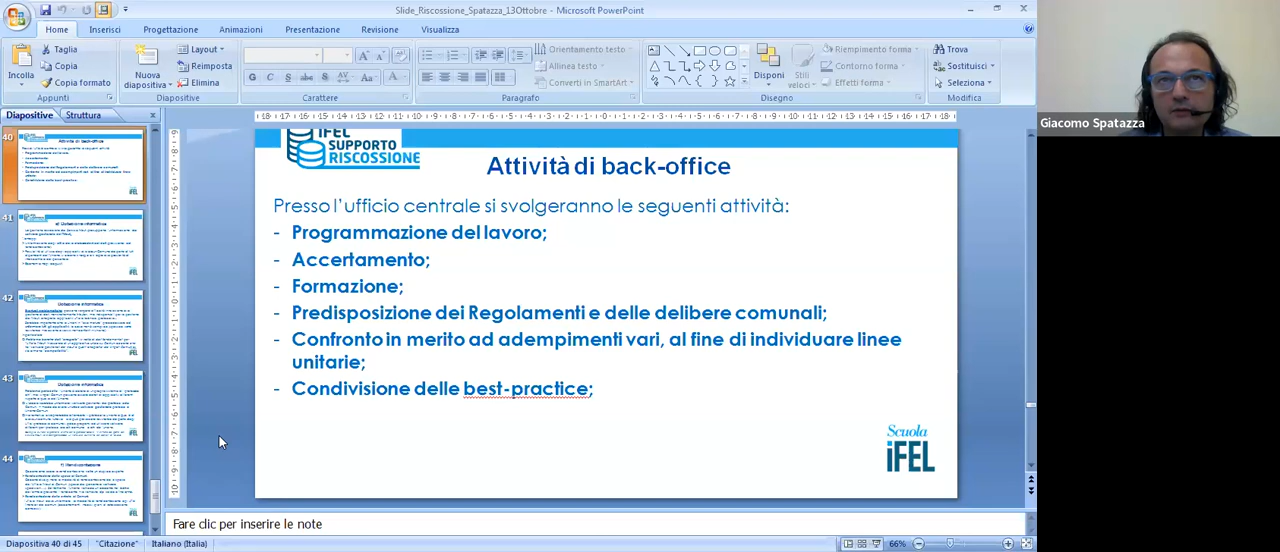 Slide_Riscossione_Spatazza_13Ottobre - Microsoft PowerPoint
Home Inserisci Progettazione Animazioni Presentazione Revisione Visualizza
Incolla
Taglia
Copia
Copia formato
Appunti
Nuova diapositiva
Layout
Reimposta
Elimina
Diapositive
Carattere
Paragrafo
Orientamento testo
Allinea testo
Converti in SmartArt
Disponi
Stili veloci
Riempimento forma
Contorno forma
Effetti forma
Disegno
Trova
Sostituisci
Seleziona
Modifica
Diapositive Struttura
40
41
42
43
44
IFEL
SUPPORTO
RISCOSSIONE
Attività di back-office
Presso l'ufficio centrale si svolgeranno le seguenti attività:
- Programmazione del lavoro;
- Accertamento;
- Formazione;
- Predisposizione dei Regolamenti e delle delibere comunali;
- Confronto in merito ad adempimenti vari, al fine di individuare linee
unitarie;
- Condivisione delle best-practice;
Scuola
iFEL
Fare clic per inserire le note
Diapositiva 40 di 45 "Citazione" Italiano (Italia) 66%
Giacomo Spatazza